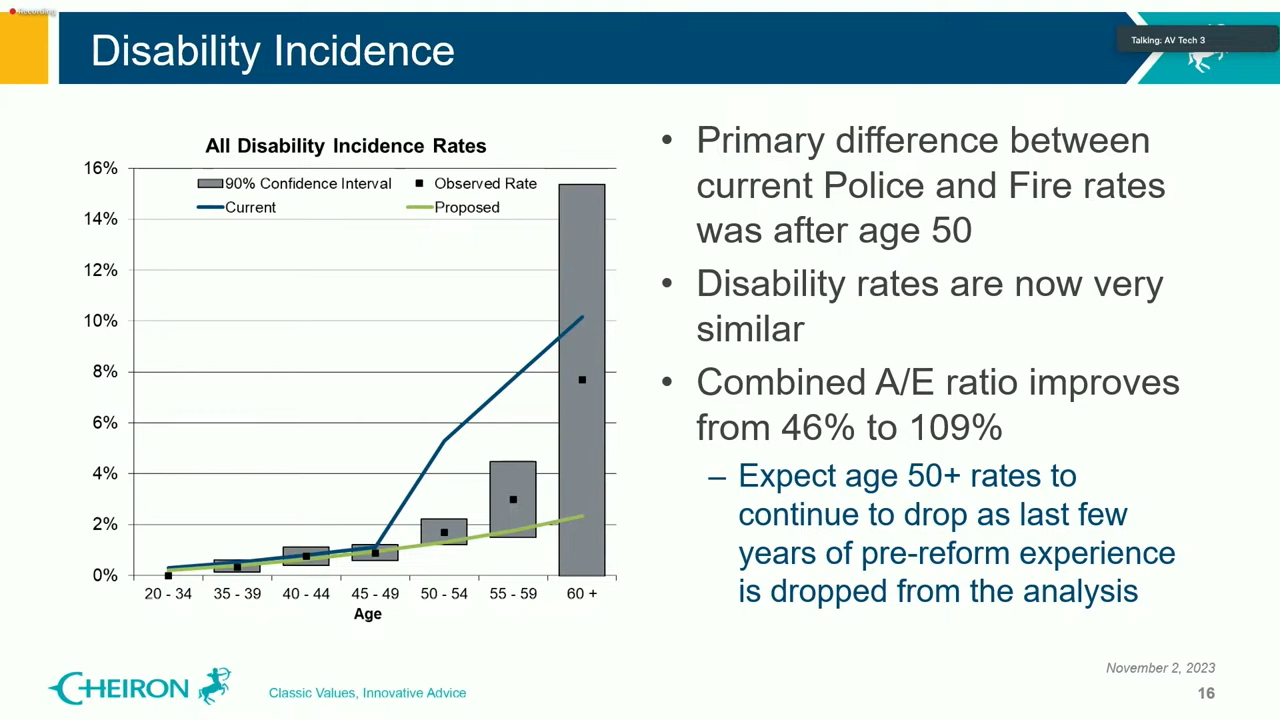 Recording
Talking: AV Tech 3
Disability Incidence
All Disability Incidence Rates
90% Confidence Interval
Observed Rate
Current
Proposed
16%
14%
12%
10%
8%
6%
4%
2%
0%
20 - 34
35 - 39
40 - 44
45 - 49
50 - 54
55 - 59
60 +
Age
• Primary difference between
current Police and Fire rates
was after age 50
• Disability rates are now very
similar
• Combined A/E ratio improves
from 46% to 109%
– Expect age 50+ rates to
continue to drop as last few
years of pre-reform experience
is dropped from the analysis
CHEIRON
Classic Values, Innovative Advice
November 2, 2023
16